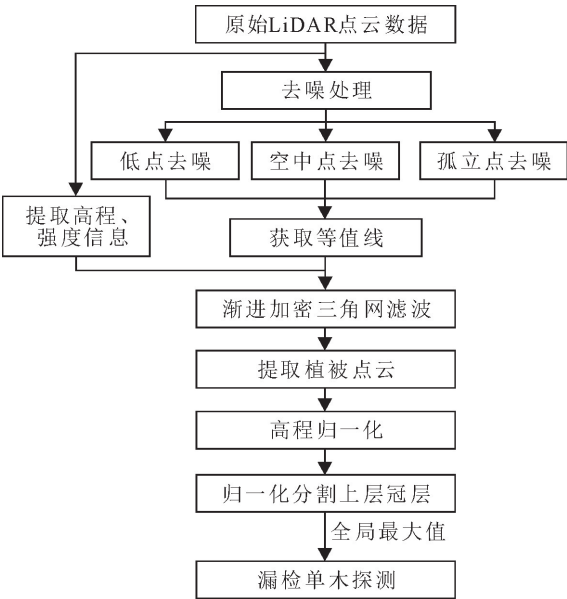 原始LiDAR点云数据
去噪处理
低点去噪
空中点去噪
孤立点去噪
提取高程、
强度信息
获取等值线
渐进加密三角网滤波
提取植被点云
高程归一化
归一化分割上层冠层
全局最大值
漏检单木探测